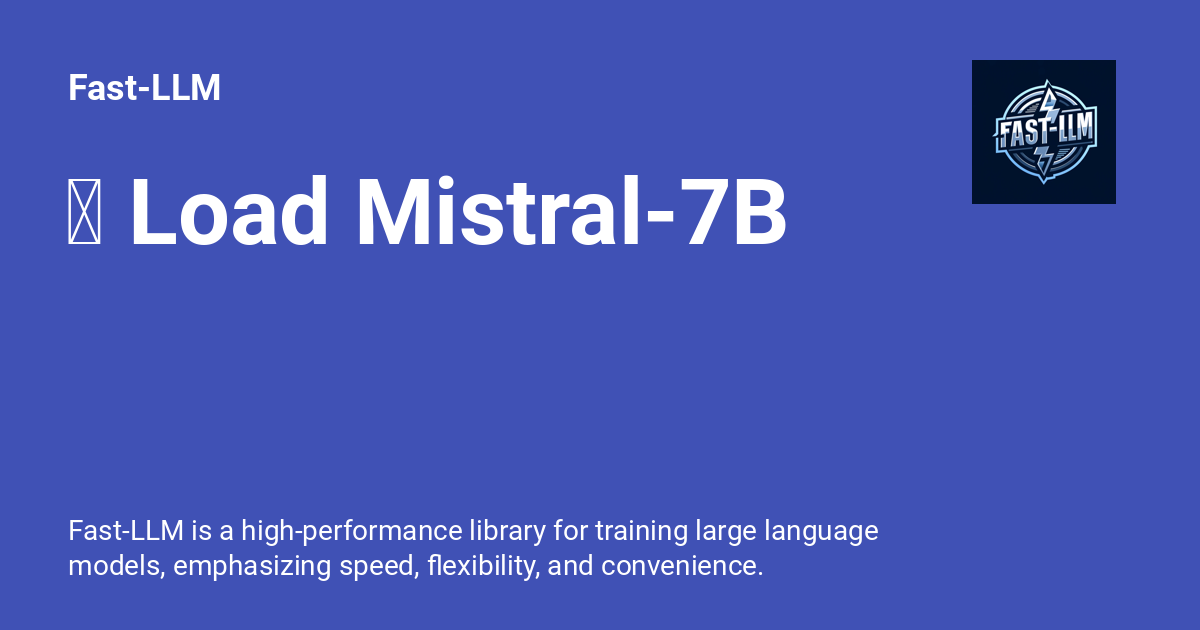 Fast-LLM
FAST-LLM
Load Mistral-7B
Fast-LLM is a high-performance library for training large language
models, emphasizing speed, flexibility, and convenience.